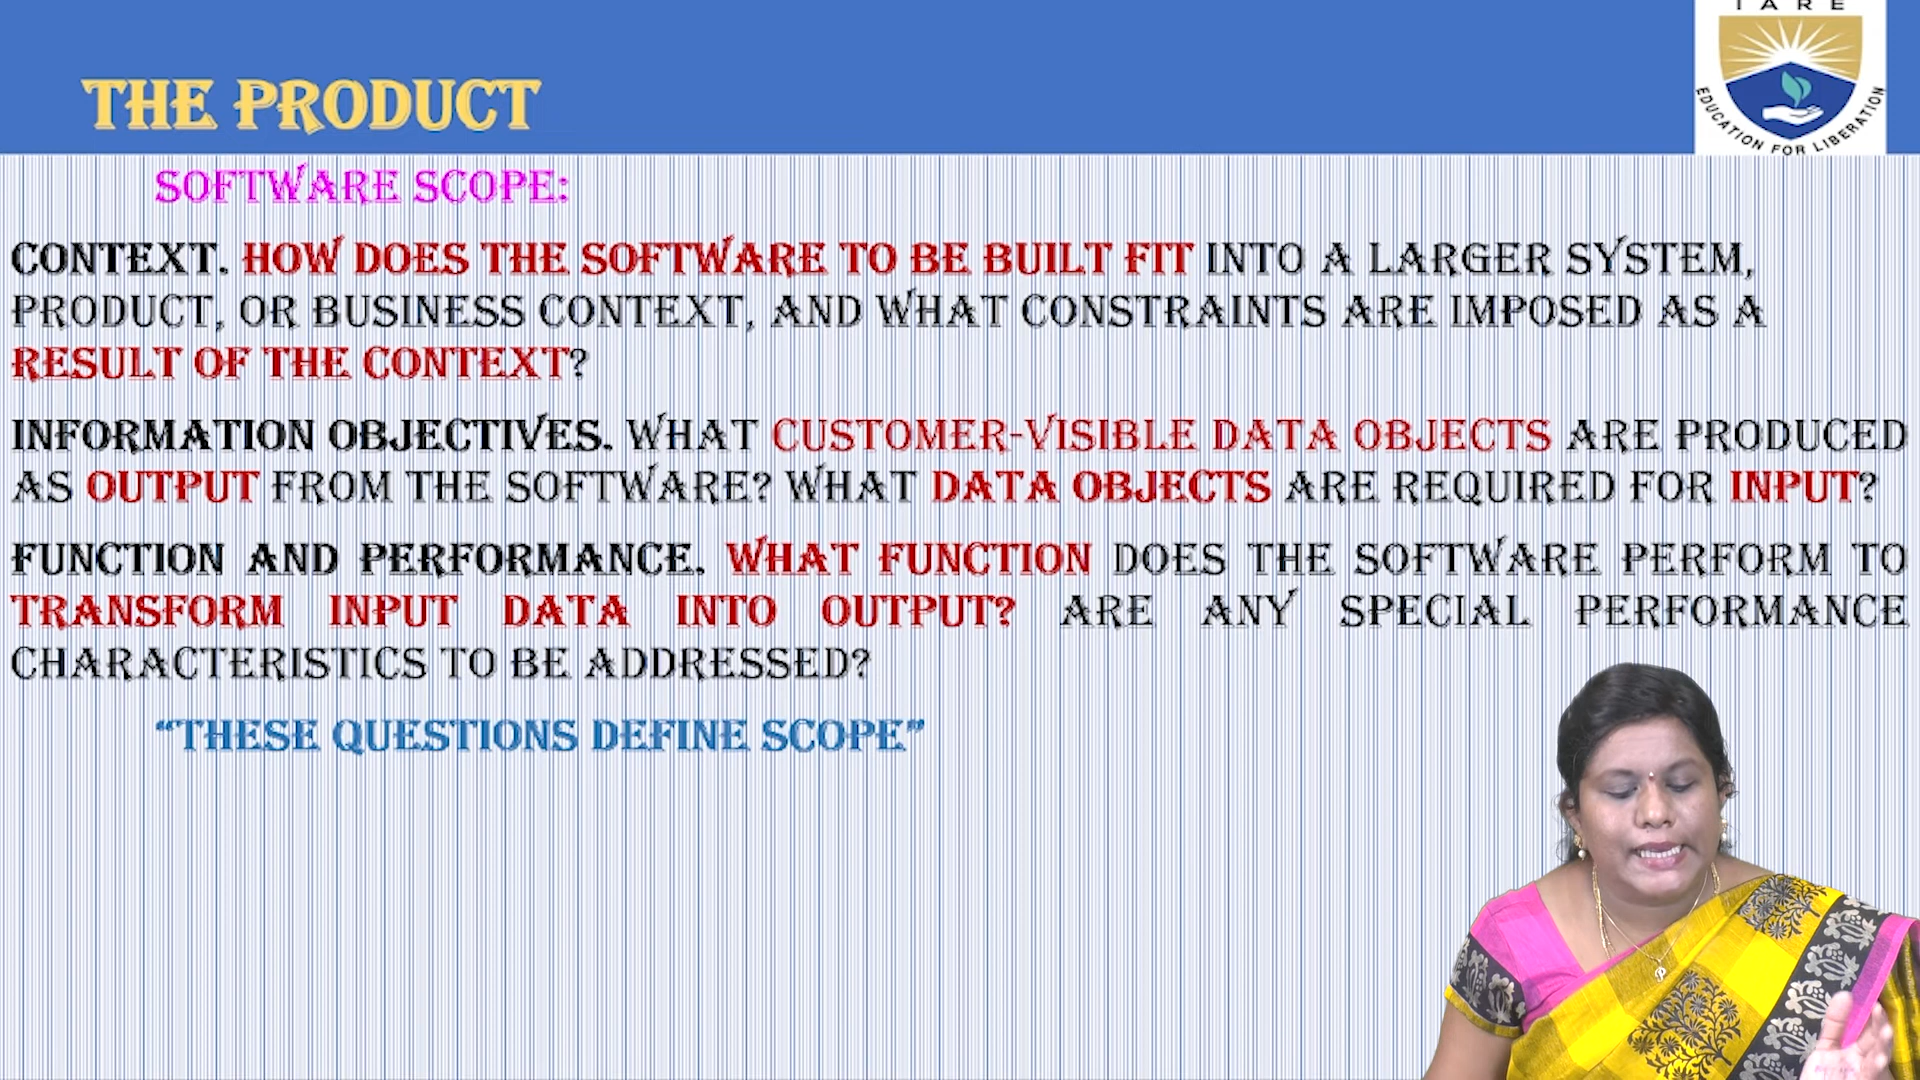 IARE
EDUCATION FOR LIBERATION
THE PRODUCT
SOFTWARE SCOPE:
CONTEXT. HOW DOES THE SOFTWARE TO BE BUILT FIT INTO A LARGER SYSTEM,
PRODUCT, OR BUSINESS CONTEXT, AND WHAT CONSTRAINTS ARE IMPOSED AS A
RESULT OF THE CONTEXT?
INFORMATION OBJECTIVES. WHAT CUSTOMER-VISIBLE DATA OBJECTS ARE PRODUCED
AS OUTPUT FROM THE SOFTWARE? WHAT DATA OBJECTS ARE REQUIRED FOR INPUT?
FUNCTION AND PERFORMANCE. WHAT FUNCTION DOES THE SOFTWARE PERFORM TO
TRANSFORM INPUT DATA INTO OUTPUT? ARE ANY SPECIAL PERFORMANCE
CHARACTERISTICS TO BE ADDRESSED?
“THESE QUESTIONS DEFINE SCOPE”